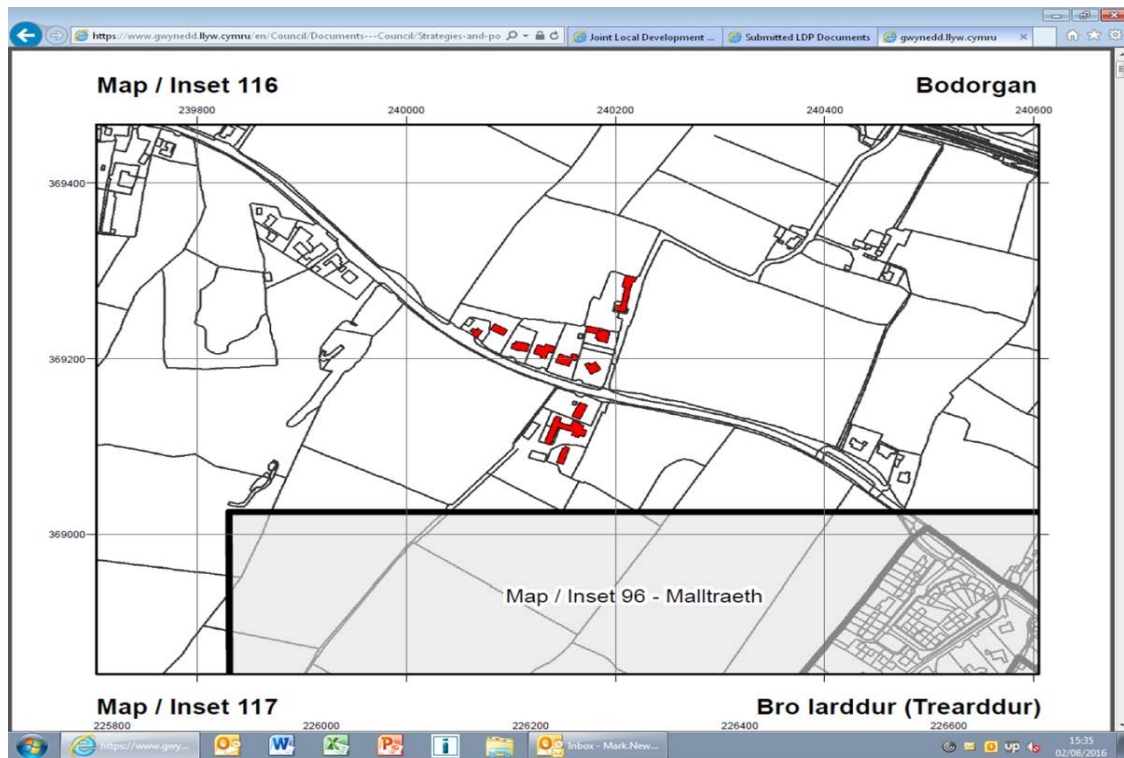 https://www.gwynedd.llyw.cymru/en/Council/Documents---Council/Strategies-and-po
Joint Local Development ...
Submitted LDP Documents
gwynedd.llyw.cymru
Map / Inset 116
Bodorgan
239800
240000
240200
240400
240600
369400
369200
369000
Map / Inset 96 - Malltraeth
Map / Inset 117
Bro Iarddur (Trearddur)
225800
226000
226200
226400
226600
https://www.gwy...
Inbox - Mark.New...
UP
15:35
02/08/2016